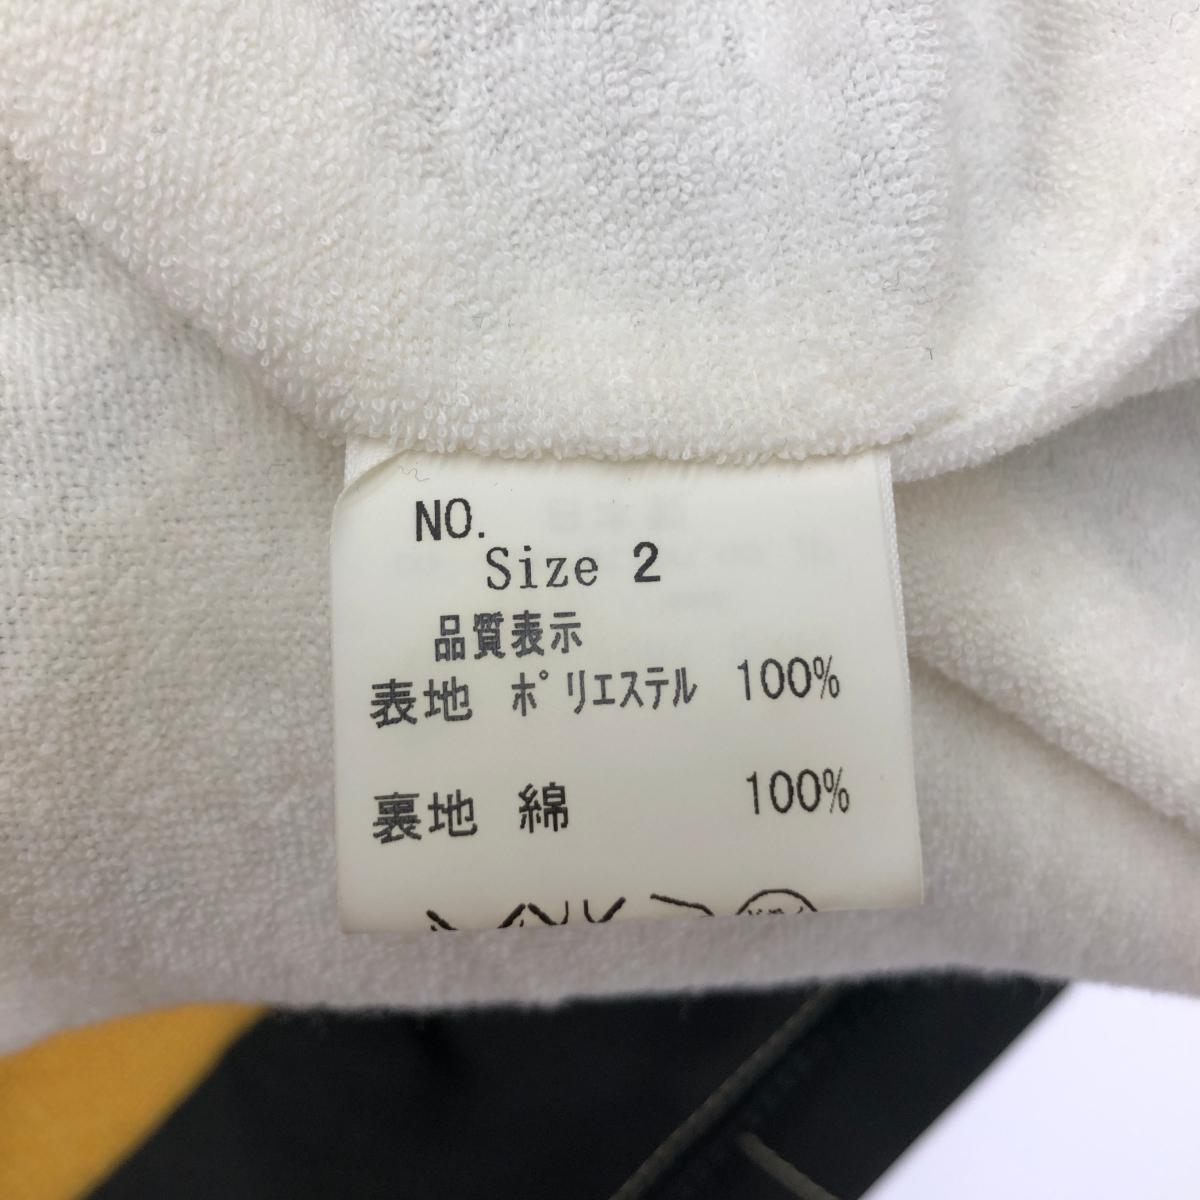 NO.
Size 2
品質表示
表地 ポリエステル 100%
裏地 綿 100%